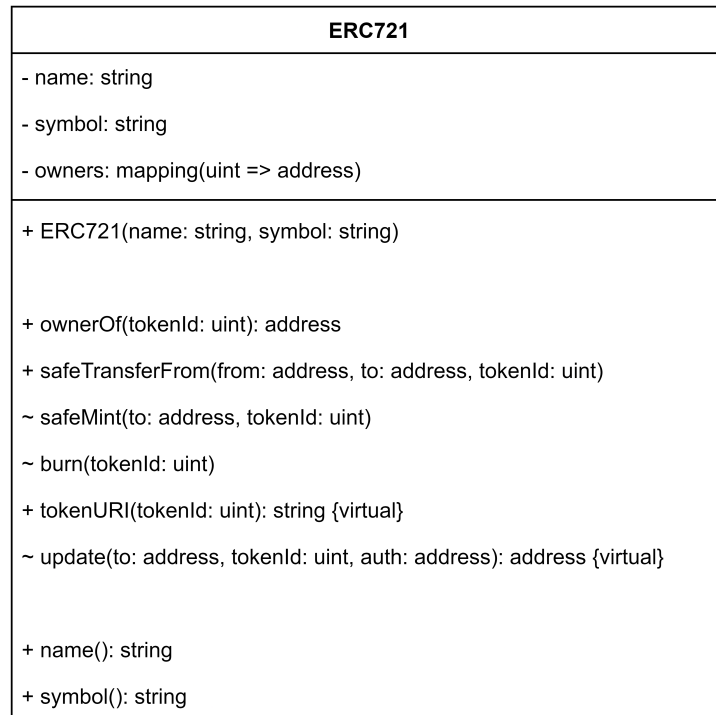 ERC721
- name: string
- symbol: string
- owners: mapping(uint => address)
+ ERC721(name: string, symbol: string)
+ ownerOf(tokenId: uint): address
+ safeTransferFrom(from: address, to: address, tokenId: uint)
~ safeMint(to: address, tokenId: uint)
~ burn(tokenId: uint)
+ tokenURI(tokenId: uint): string {virtual}
~ update(to: address, tokenId: uint, auth: address): address {virtual}
+ name(): string
+ symbol(): string